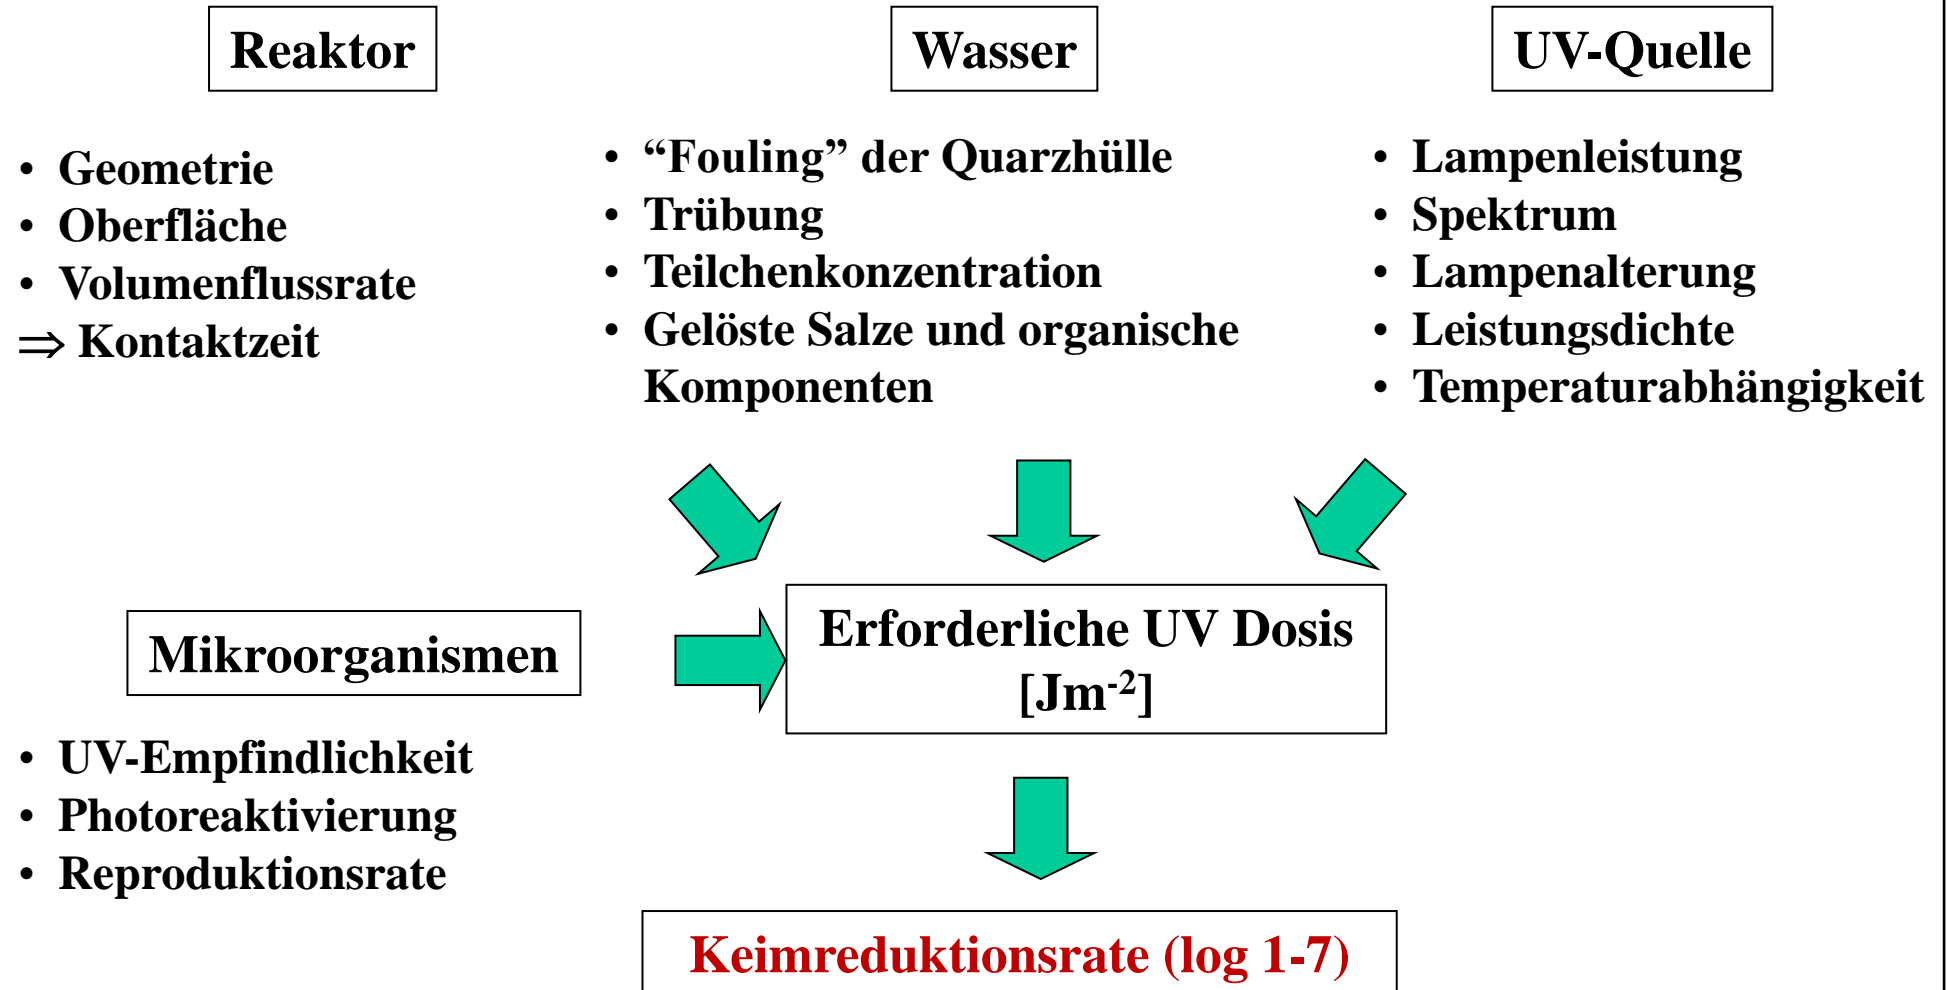 Reaktor
• Geometrie
• Oberfläche
• Volumenflussrate
⇒ Kontaktzeit
Wasser
• “Fouling” der Quarzhülle
• Trübung
• Teilchenkonzentration
• Gelöste Salze und organische
Komponenten
UV-Quelle
• Lampenleistung
• Spektrum
• Lampenalterung
• Leistungsdichte
• Temperaturabhängigkeit
Mikroorganismen
• UV-Empfindlichkeit
• Photoreaktivierung
• Reproduktionsrate
Erforderliche UV Dosis
[Jm⁻²]
Keimreduktionsrate (log 1-7)